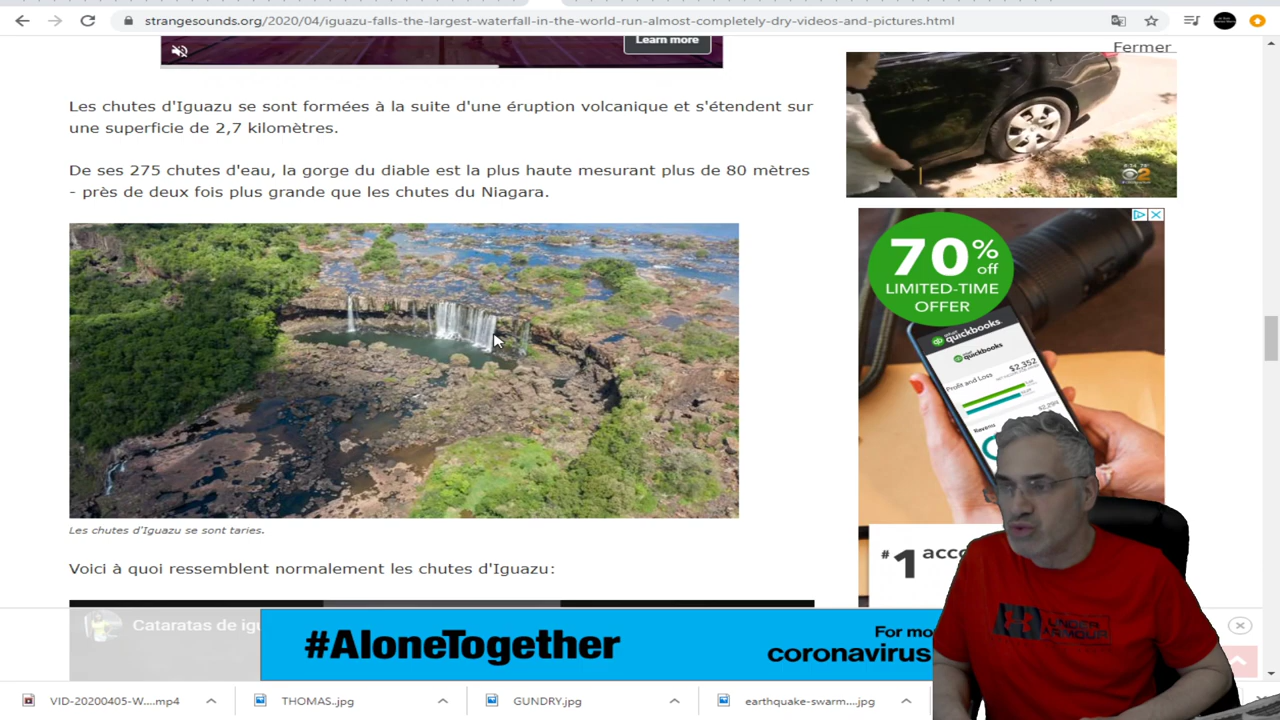 strangesounds.org/2020/04/iguazu-falls-the-largest-waterfall-in-the-world-run-almost-completely-dry-videos-and-pictures.html
Learn more
Fermer
Les chutes d'Iguazu se sont formées à la suite d'une éruption volcanique et s'étendent sur
une superficie de 2,7 kilomètres.
De ses 275 chutes d'eau, la gorge du diable est la plus haute mesurant plus de 80 mètres
- près de deux fois plus grande que les chutes du Niagara.
2
70%
off
LIMITED-TIME
OFFER
quickbooks.
quickbooks
$2,352
Profit and Loss
Les chutes d'Iguazu se sont taries.
#1 acco
Voici à quoi ressemblent normalement les chutes d'Iguazu:
UNDER
ARMOUR
Cataratas de igu
#AloneTogether
For mo
coronavirus
VID-20200405-W....mp4
THOMAS..jpg
GUNDRY.jpg
earthquake-swarm....jpg